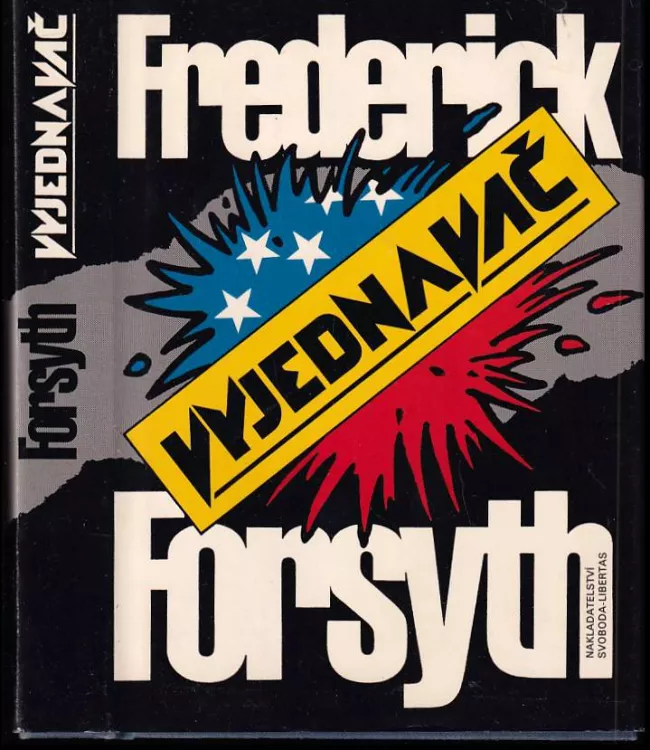 VYJEDNAVAČ
Forsyth
Frederick
VYJEDNAVAČ
Forsyth
NAKLADATELSTVÍ
SVOBODA-LIBERTAS